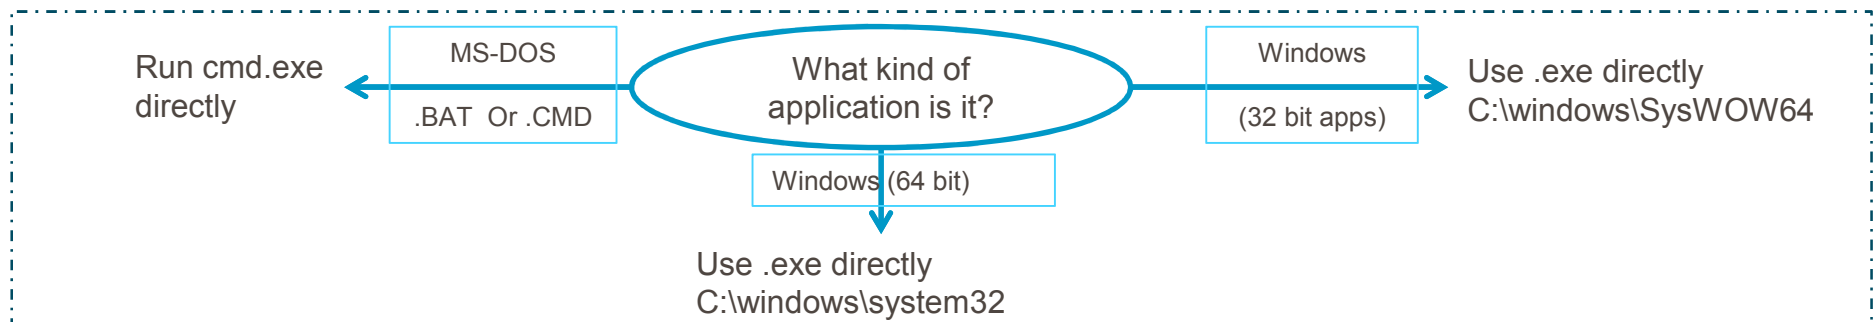 Run cmd.exe
directly
MS-DOS
.BAT Or .CMD
What kind of
application is it?
Windows
(32 bit apps)
Use .exe directly
C:\windows\SysWOW64
Windows (64 bit)
Use .exe directly
C:\windows\system32